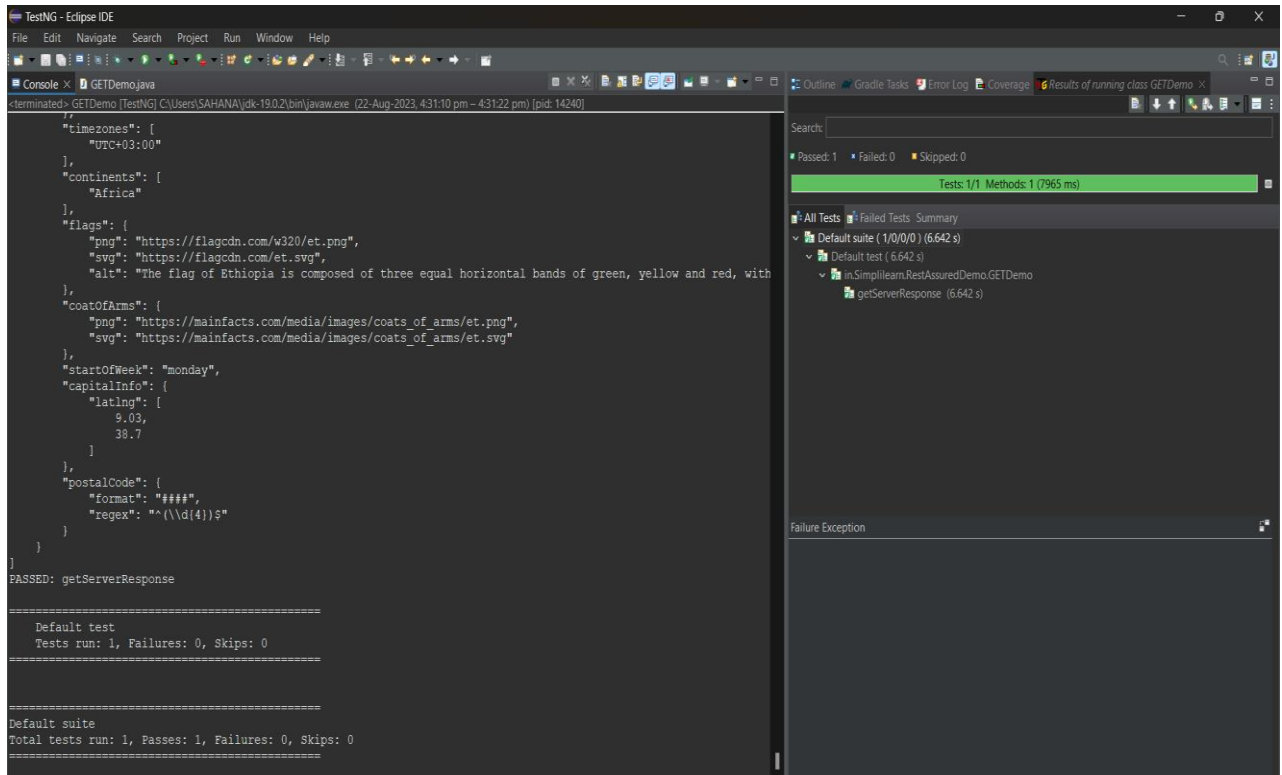 TestNG - Eclipse IDE
File Edit Navigate Search Project Run Window Help
Console × GETDemo.java
<terminated> GETDemo [TestNG] C:\Users\SAHANA\jdk-19.0.2\bin\javaw.exe (22-Aug-2023, 4:31:10 pm – 4:31:22 pm) [pid: 14240]
},
"timezones": [
"UTC+03:00"
],
"continents": [
"Africa"
],
"flags": {
"png": "https://flagcdn.com/w320/et.png",
"svg": "https://flagcdn.com/et.svg",
"alt": "The flag of Ethiopia is composed of three equal horizontal bands of green, yellow and red, with
},
"coatOfArms": {
"png": "https://mainfacts.com/media/images/coats_of_arms/et.png",
"svg": "https://mainfacts.com/media/images/coats_of_arms/et.svg"
},
"startOfWeek": "monday",
"capitalInfo": {
"latlng": [
9.03,
38.7
]
},
"postalCode": {
"format": "####",
"regex": "^(\\d{4})$"
}
}
]
PASSED: getServerResponse
===============================================
Default test
Tests run: 1, Failures: 0, Skips: 0
===============================================
===============================================
Default suite
Total tests run: 1, Passes: 1, Failures: 0, Skips: 0
===============================================
Outline Gradle Tasks Error Log Coverage Results of running class GETDemo ×
Search:
Passed: 1 Failed: 0 Skipped: 0
Tests: 1/1 Methods: 1 (7965 ms)
All Tests Failed Tests Summary
Default suite ( 1/0/0/0 ) (6.642 s)
Default test ( 6.642 s)
in.Simplilearn.RestAssuredDemo.GETDemo
getServerResponse (6.642 s)
Failure Exception